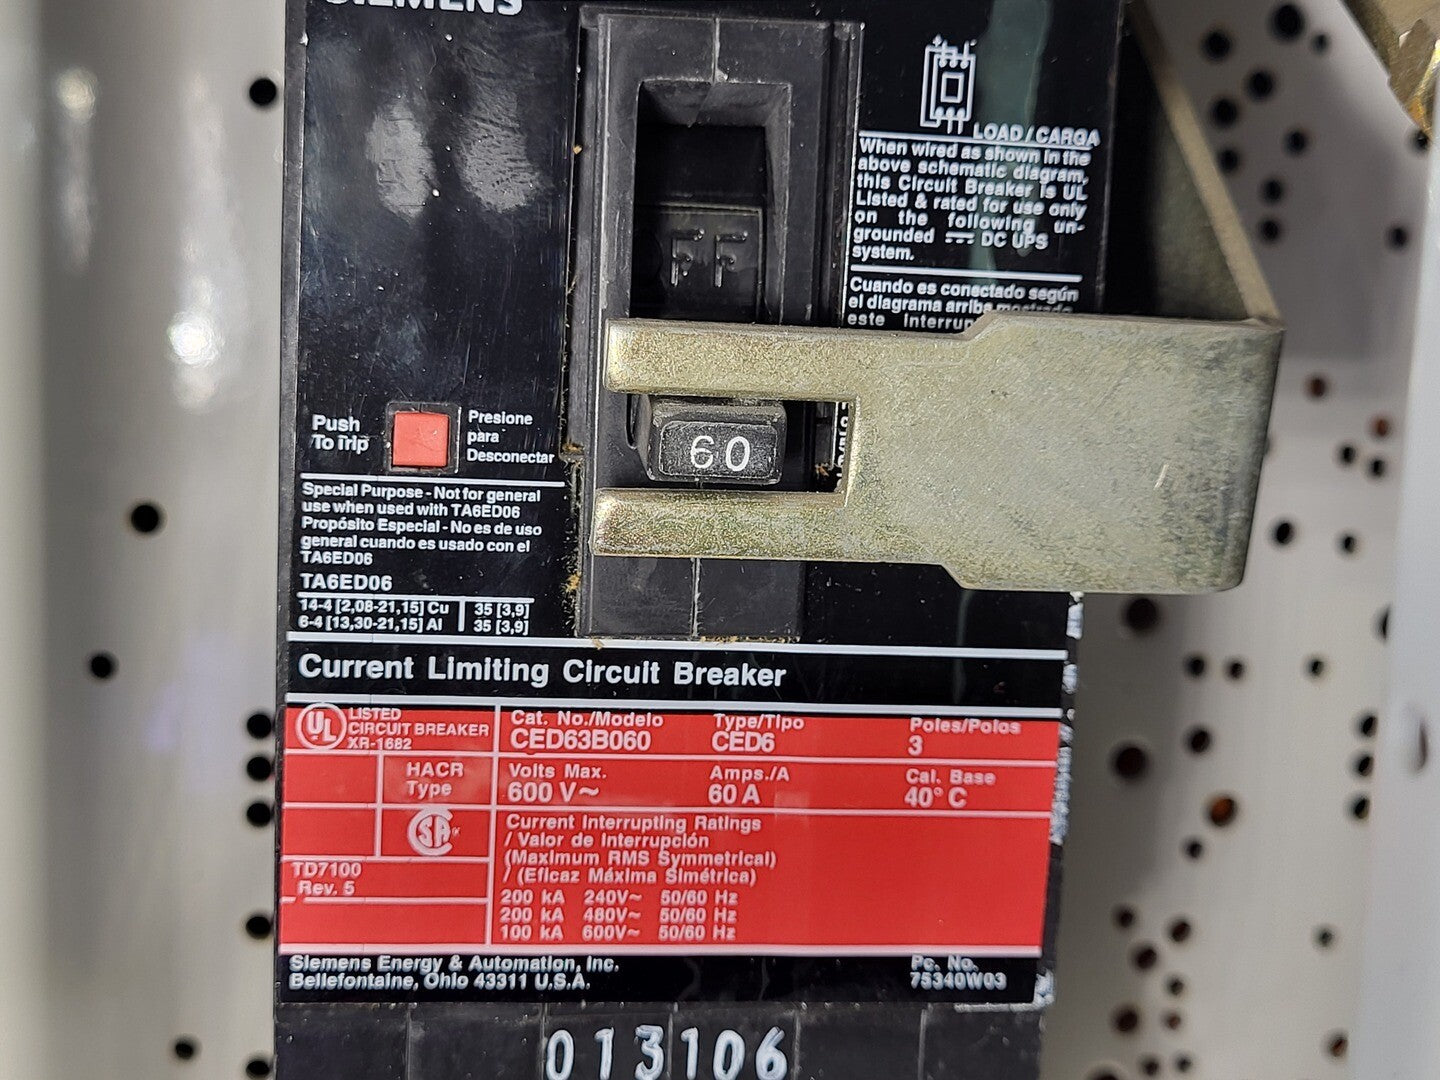 SIEMENS
LOAD/CARGA
When wired as shown in the
above schematic diagram,
this Circuit Breaker is UL
Listed & rated for use only
on the following un-
grounded DC UPS
system.
Cuando es conectado según
el diagrama arriba mostrado
este
FF
60
Push
To Trip
Presione
para
Desconectar
Special Purpose - Not for general
use when used with TA6ED06
Propósito Especial - No es de uso
general cuando es usado con el
TA6ED06
TA6ED06
14-4 [2,08-21,15] Cu 35 [3,9]
6-4 [13,30-21,15] Al 35 [3,9]
Current Limiting Circuit Breaker
UL LISTED
CIRCUIT BREAKER
XR-1682
HACR
Type
SA
TD7100
Rev. 5
Cat. No./Modelo Type/Tipo Poles/Polos
CED63B060 CED6 3
Volts Max. Amps./A Cal. Base
600 V~ 60 A 40° C
Current Interrupting Ratings
/ Valor de Interrupción
(Maximum RMS Symmetrical)
/ (Eficaz Máxima Simétrica)
200 kA 240V~ 50/60 Hz
200 kA 480V~ 50/60 Hz
100 kA 600V~ 50/60 Hz
Siemens Energy & Automation, Inc.
Bellefontaine, Ohio 43311 U.S.A.
Pc. No.
75340W03
013106